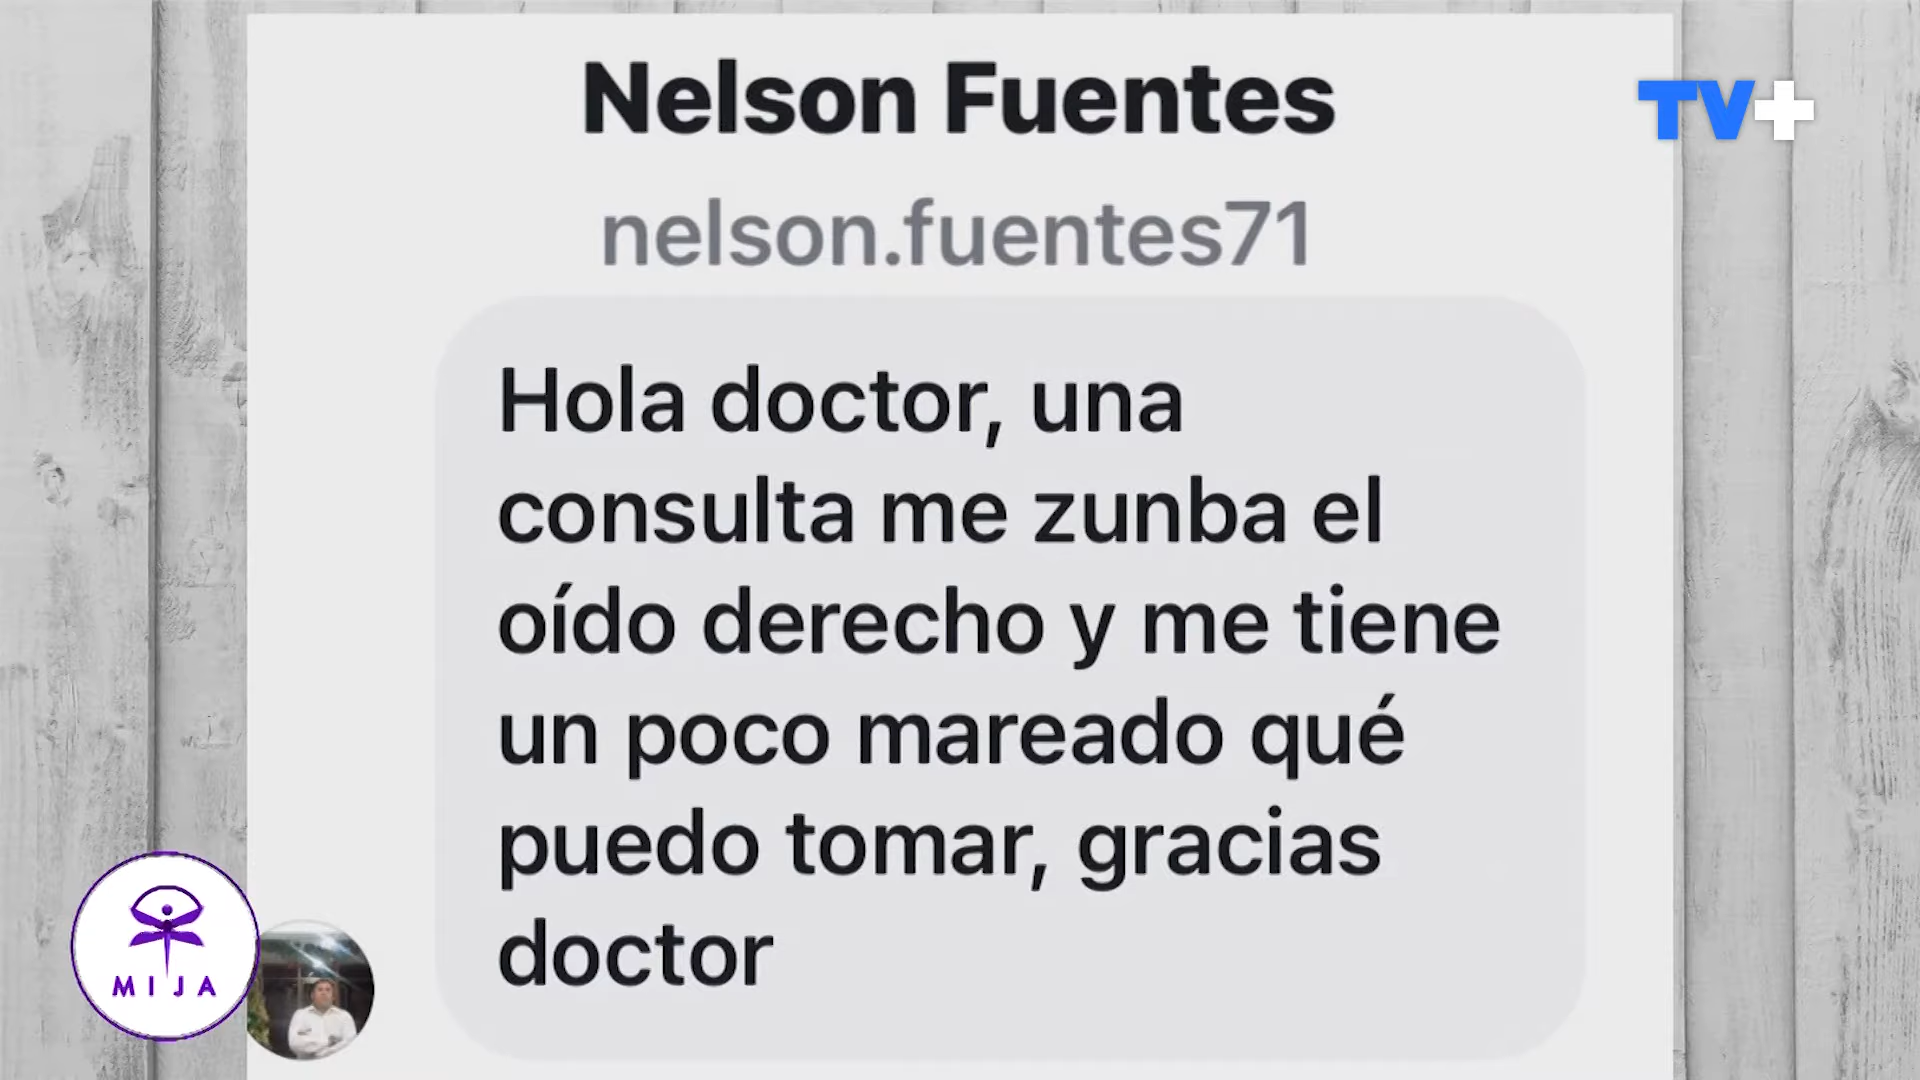 Nelson Fuentes
TV+
nelson.fuentes71
Hola doctor, una
consulta me zunba el
oído derecho y me tiene
un poco mareado qué
puedo tomar, gracias
doctor
MIJA